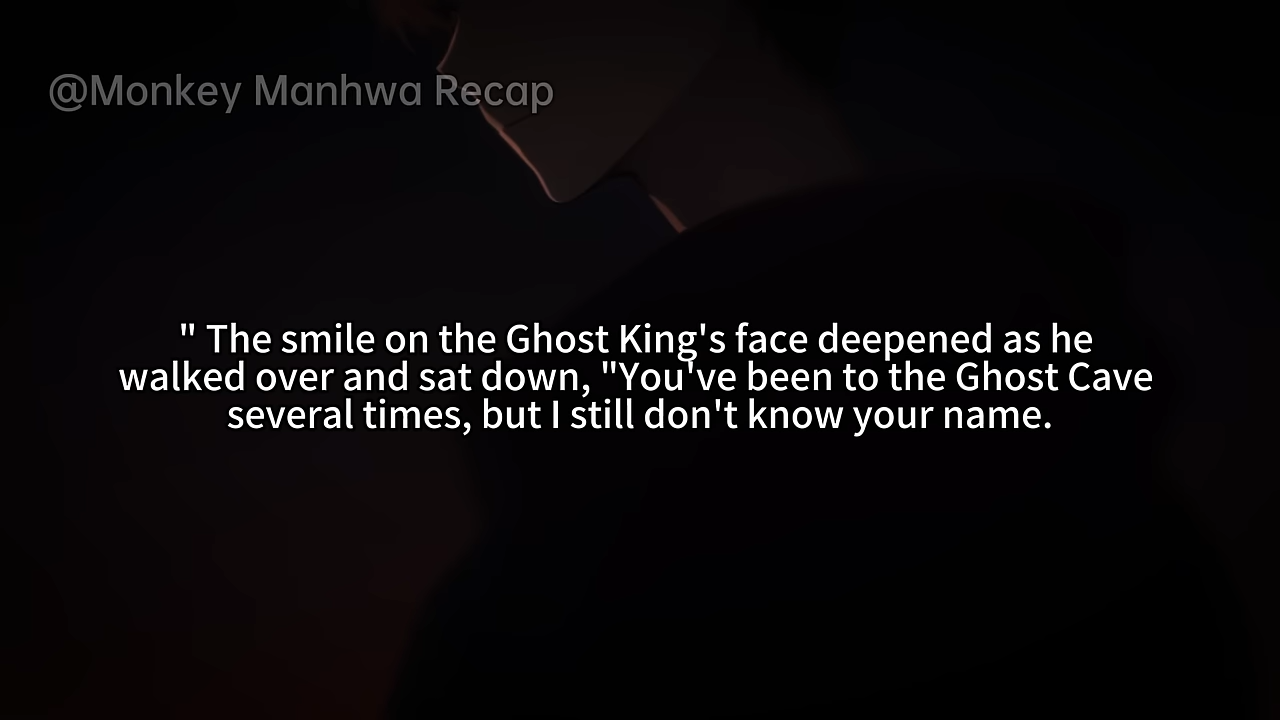 @Monkey Manhwa Recap
" The smile on the Ghost King's face deepened as he
walked over and sat down, "You've been to the Ghost Cave
several times, but I still don't know your name.